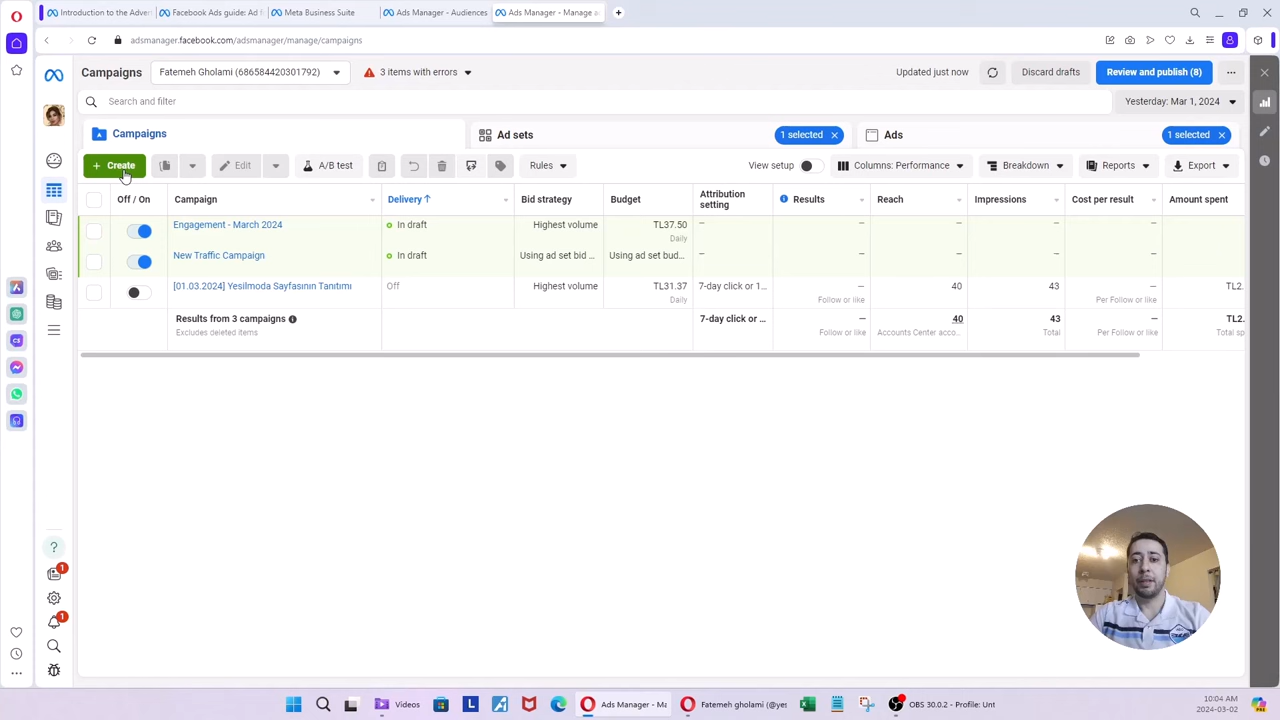 Introduction to the Adver
Facebook Ads guide: Ad f
Meta Business Suite
Ads Manager - Audiences
Ads Manager - Manage a
adsmanager.facebook.com/adsmanager/manage/campaigns
Campaigns
Fatemeh Gholami (686584420301792)
3 items with errors
Updated just now
Discard drafts
Review and publish (8)
Search and filter
Yesterday: Mar 1, 2024
Campaigns
Ad sets
1 selected
Ads
1 selected
+ Create
Edit
A/B test
Rules
View setup
Columns: Performance
Breakdown
Reports
Export
Off / On
Campaign
Delivery ↑
Bid strategy
Budget
Attribution setting
Results
Reach
Impressions
Cost per result
Amount spent
Engagement - March 2024
In draft
Highest volume
TL37.50
Daily
–
–
–
–
–
New Traffic Campaign
In draft
Using ad set bid ...
Using ad set bud...
–
–
–
–
–
[01.03.2024] Yesilmoda Sayfasının Tanıtımı
Off
Highest volume
TL31.37
Daily
7-day click or 1...
–
Follow or like
40
43
–
Per Follow or like
TL2.
Results from 3 campaigns
Excludes deleted items
7-day click or ...
–
Follow or like
40
Accounts Center acco...
43
Total
–
Per Follow or like
TL2.
Total sp
?
1
1
Videos
Ads Manager - Ma
Fatemeh gholami (@yes
OBS 30.0.2 - Profile: Unt
10:04 AM
2024-03-02